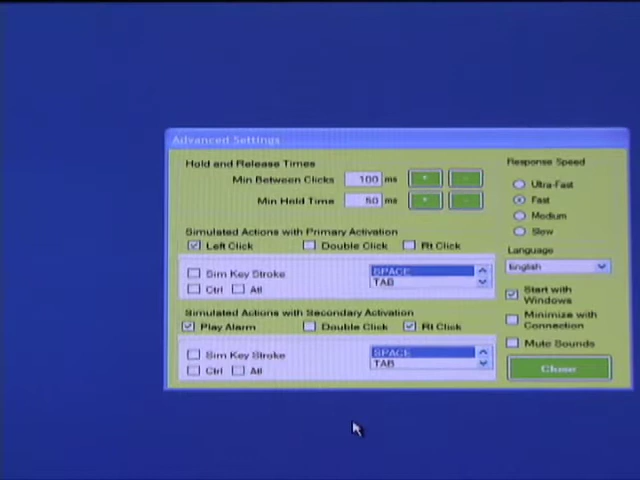 Advanced Settings
Hold and Release Times
Min Between Clicks 100 ms + -
Min Hold Time 50 ms + -
Response Speed
Ultra-Fast
Fast
Medium
Slow
Simulated Actions with Primary Activation
Left Click Double Click Rt Click
Sim Key Stroke
Ctrl Atl
SPACE
TAB
Language
English
Start with
Windows
Minimize with
Connection
Mute Sounds
Close
Simulated Actions with Secondary Activation
Play Alarm Double Click Rt Click
Sim Key Stroke
Ctrl Atl
SPACE
TAB